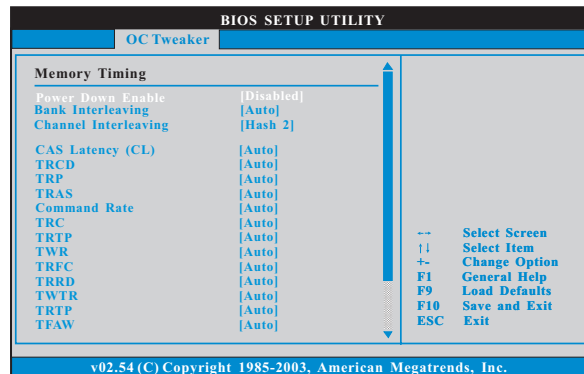 BIOS SETUP UTILITY
OC Tweaker
Memory Timing
Power Down Enable [Disabled]
Bank Interleaving [Auto]
Channel Interleaving [Hash 2]
CAS Latency (CL) [Auto]
TRCD [Auto]
TRP [Auto]
TRAS [Auto]
Command Rate [Auto]
TRC [Auto]
TRTP [Auto]
TWR [Auto]
TRFC [Auto]
TRRD [Auto]
TWTR [Auto]
TRTP [Auto]
TFAW [Auto]
←→ Select Screen
↑↓ Select Item
+- Change Option
F1 General Help
F9 Load Defaults
F10 Save and Exit
ESC Exit
v02.54 (C) Copyright 1985-2003, American Megatrends, Inc.